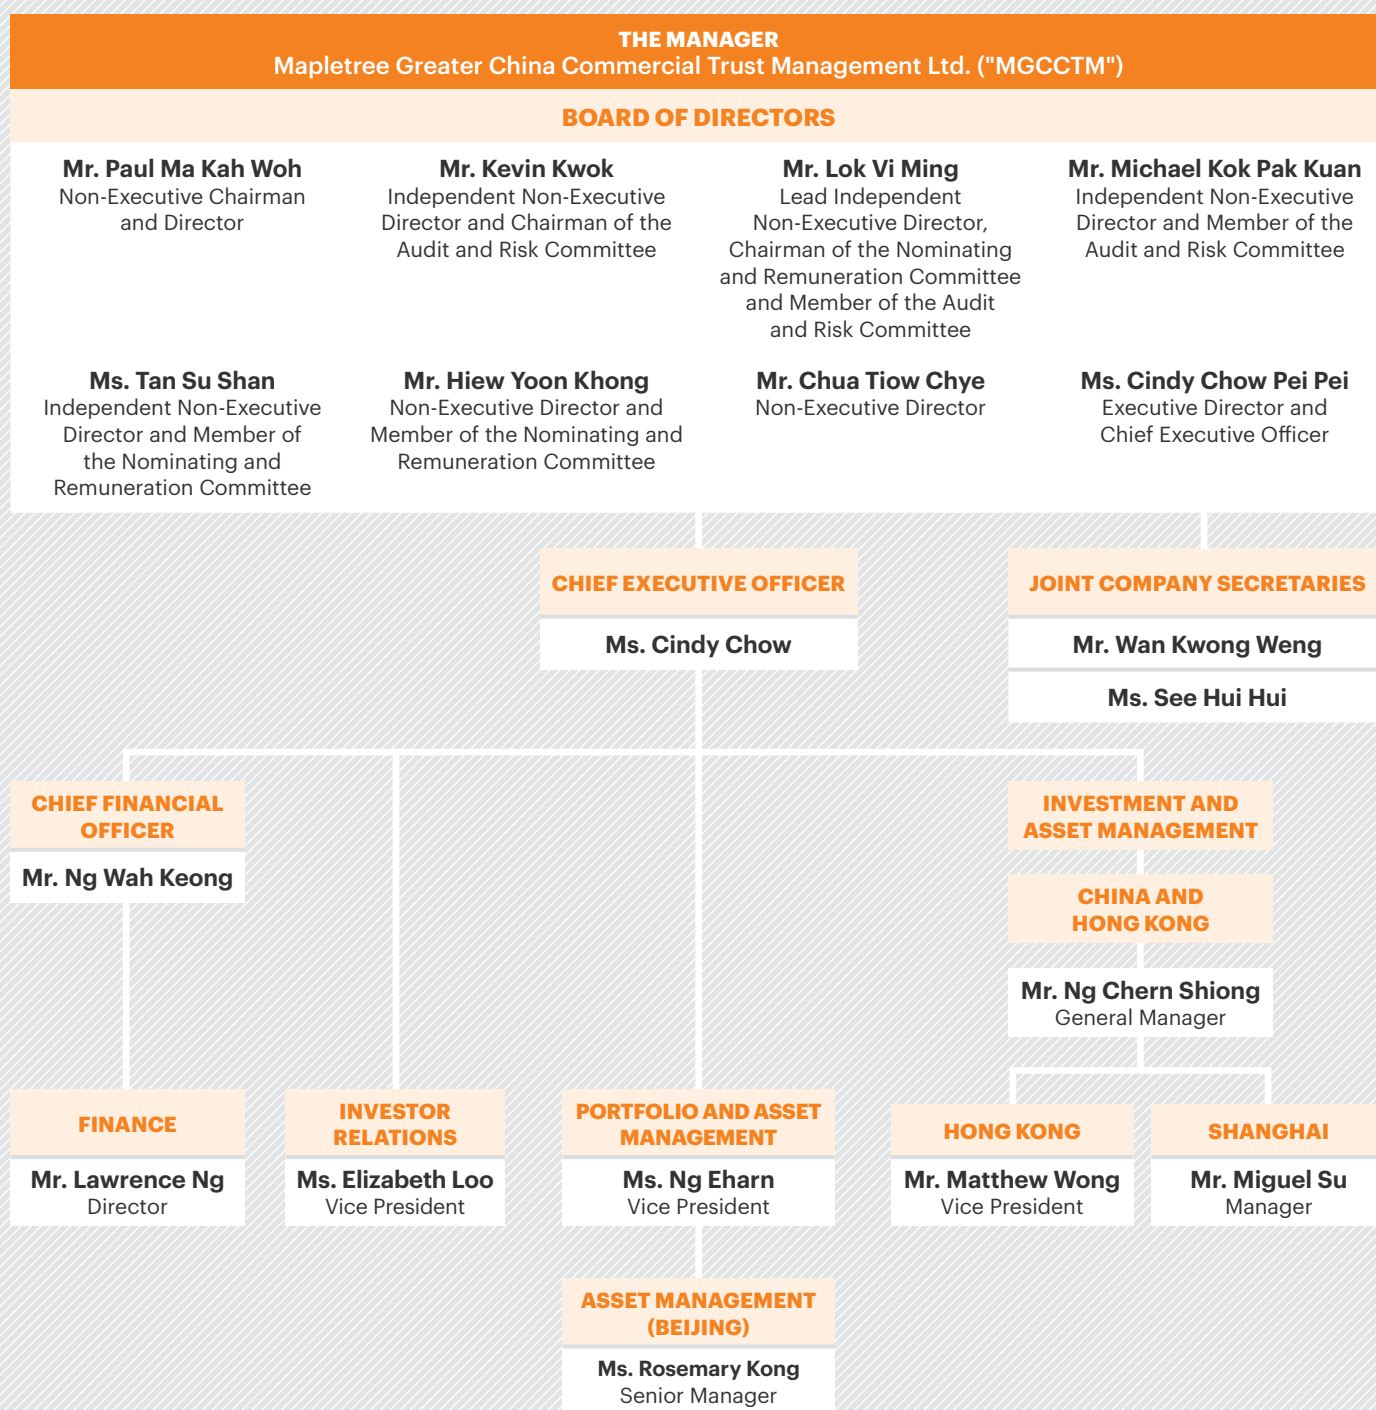 THE MANAGER
Mapletree Greater China Commercial Trust Management Ltd. ("MGCCTM")
BOARD OF DIRECTORS
Mr. Paul Ma Kah Woh
Non-Executive Chairman
and Director
Mr. Kevin Kwok
Independent Non-Executive
Director and Chairman of the
Audit and Risk Committee
Mr. Lok Vi Ming
Lead Independent
Non-Executive Director,
Chairman of the Nominating
and Remuneration Committee
and Member of the Audit
and Risk Committee
Mr. Michael Kok Pak Kuan
Independent Non-Executive
Director and Member of the
Audit and Risk Committee
Ms. Tan Su Shan
Independent Non-Executive
Director and Member of
the Nominating and
Remuneration Committee
Mr. Hiew Yoon Khong
Non-Executive Director and
Member of the Nominating and
Remuneration Committee
Mr. Chua Tiow Chye
Non-Executive Director
Ms. Cindy Chow Pei Pei
Executive Director and
Chief Executive Officer
CHIEF EXECUTIVE OFFICER
Ms. Cindy Chow
JOINT COMPANY SECRETARIES
Mr. Wan Kwong Weng
Ms. See Hui Hui
CHIEF FINANCIAL
OFFICER
Mr. Ng Wah Keong
INVESTMENT AND
ASSET MANAGEMENT
CHINA AND
HONG KONG
Mr. Ng Chern Shiong
General Manager
FINANCE
Mr. Lawrence Ng
Director
INVESTOR
RELATIONS
Ms. Elizabeth Loo
Vice President
PORTFOLIO AND ASSET
MANAGEMENT
Ms. Ng Eharn
Vice President
HONG KONG
Mr. Matthew Wong
Vice President
SHANGHAI
Mr. Miguel Su
Manager
ASSET MANAGEMENT
(BEIJING)
Ms. Rosemary Kong
Senior Manager